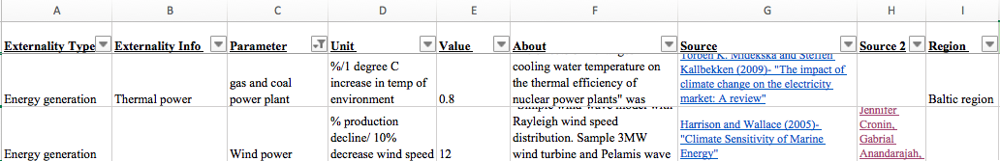 A B C D E F G H I
Externality Type Externality Info Parameter Unit Value About Source Source 2 Region
%/1 degree C
increase in temp of
environment
cooling water temperature on
the thermal efficiency of
nuclear power plants" was
Torben K. Mideksa and Steffen
Kallbekken (2009)- "The impact of
climate change on the electricity
market: A review"
gas and coal
power plant
Energy generation Thermal power 0.8 Baltic region
% production
decline/ 10%
decrease wind speed
"Simple wind-wave model with
Rayleigh wind speed
distribution. Sample 3MW
wind turbine and Pelamis wave
Harrison and Wallace (2005)-
"Climate Sensitivity of Marine
Energy"
Jennifer
Cronin,
Gabrial
Anandarajah,
Energy generation Wind power 12